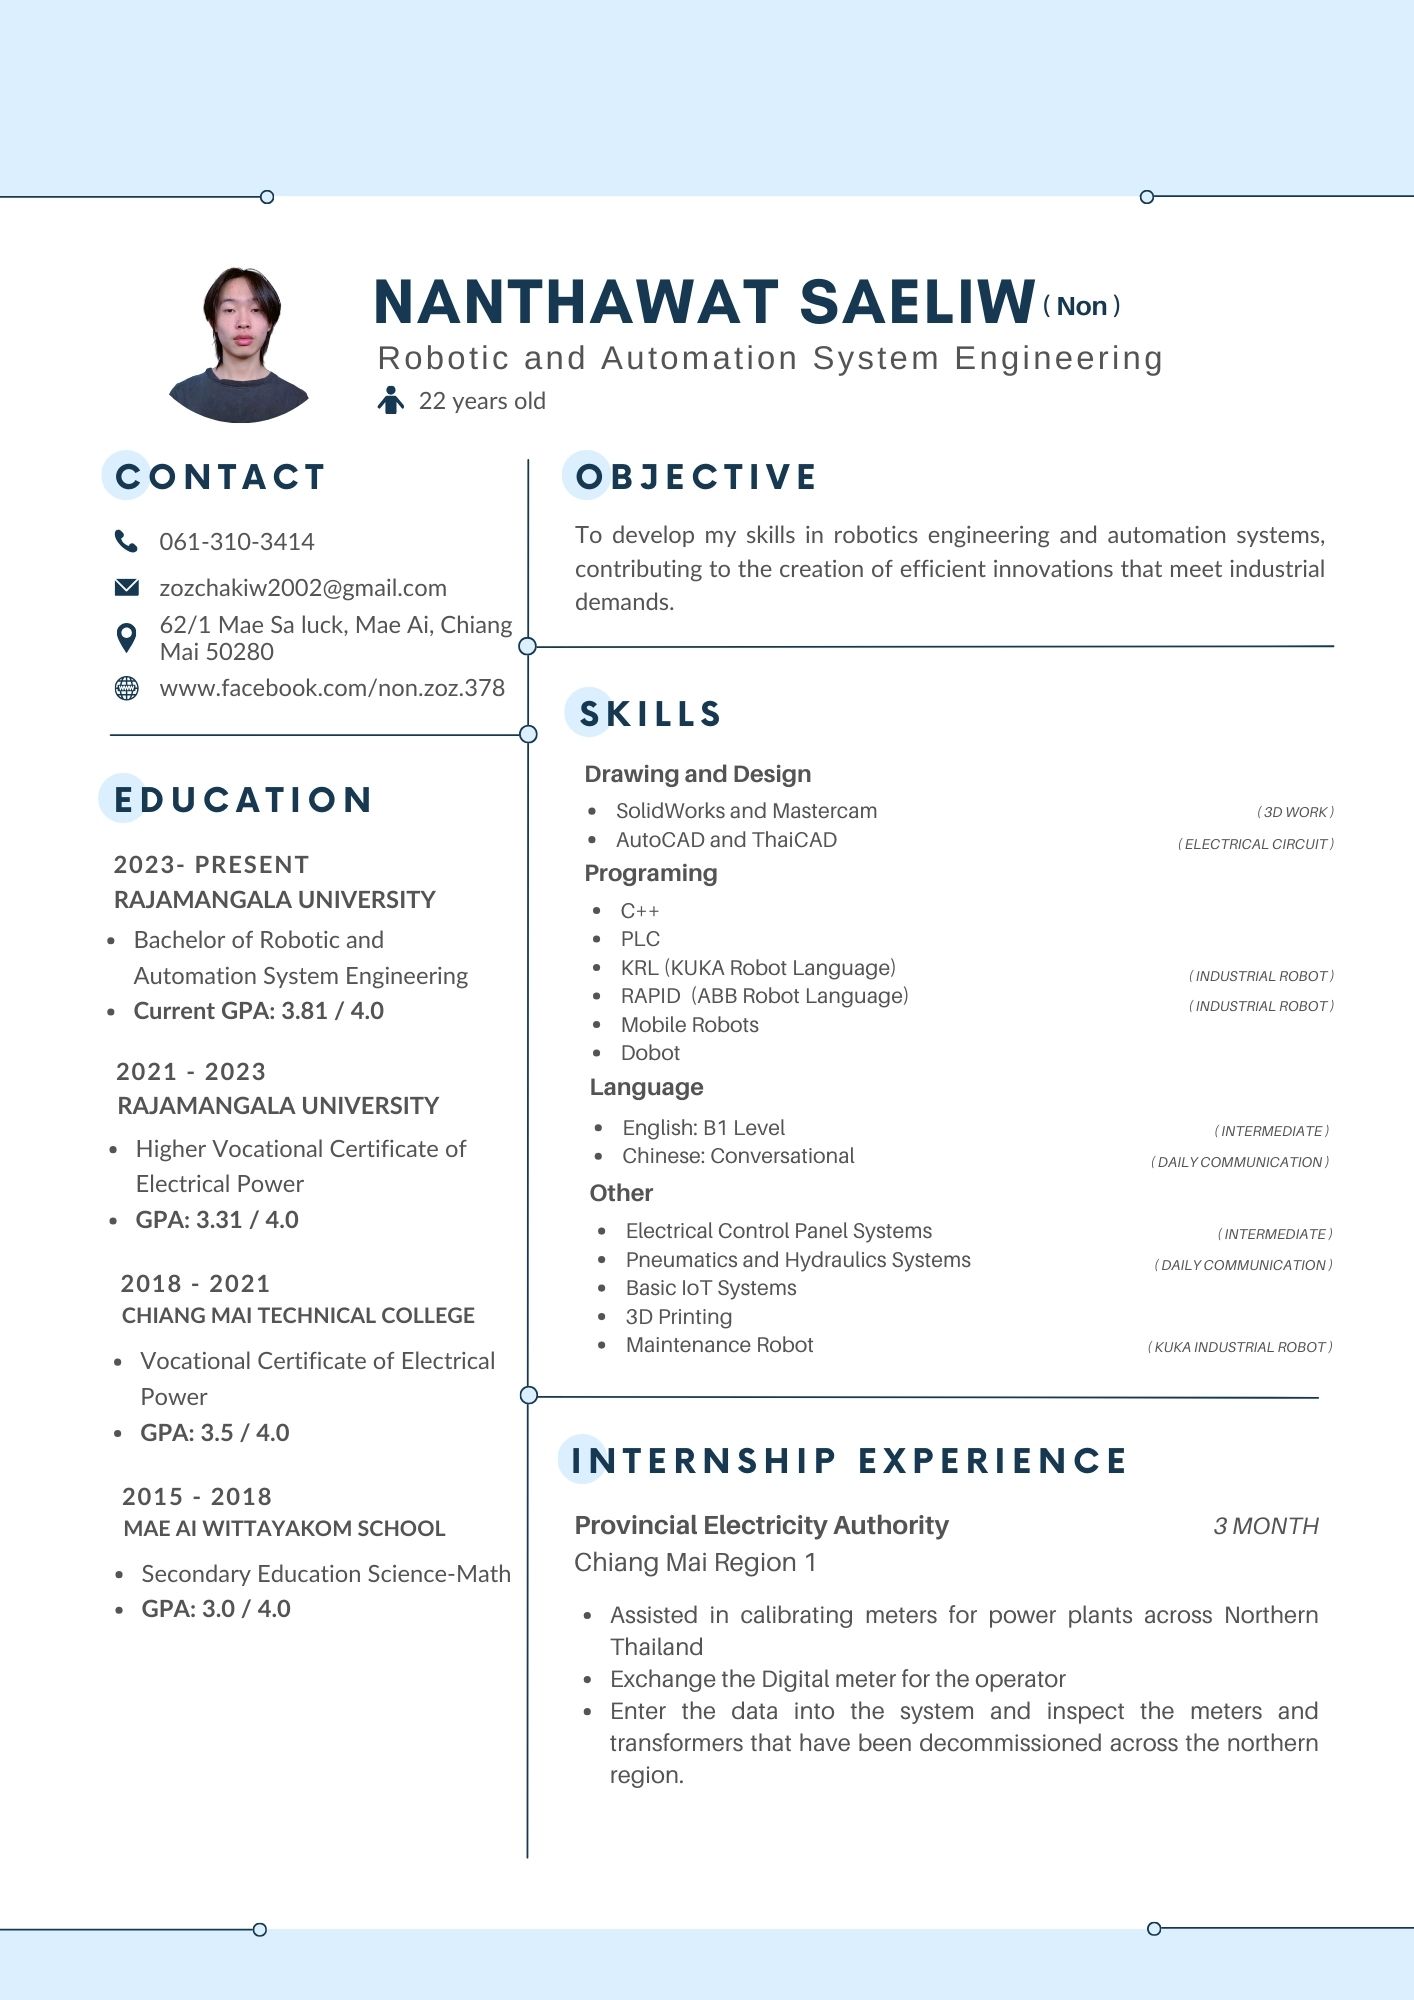 NANTHAWAT SAELIW ( Non )
Robotic and Automation System Engineering
22 years old
CONTACT
061-310-3414
zozchakiw2002@gmail.com
62/1 Mae Sa luck, Mae Ai, Chiang
Mai 50280
www.facebook.com/non.zoz.378
EDUCATION
2023- PRESENT
RAJAMANGALA UNIVERSITY
• Bachelor of Robotic and
Automation System Engineering
• Current GPA: 3.81 / 4.0
2021 - 2023
RAJAMANGALA UNIVERSITY
• Higher Vocational Certificate of
Electrical Power
• GPA: 3.31 / 4.0
2018 - 2021
CHIANG MAI TECHNICAL COLLEGE
• Vocational Certificate of Electrical
Power
• GPA: 3.5 / 4.0
2015 - 2018
MAE AI WITTAYAKOM SCHOOL
• Secondary Education Science-Math
• GPA: 3.0 / 4.0
OBJECTIVE
To develop my skills in robotics engineering and automation systems,
contributing to the creation of efficient innovations that meet industrial
demands.
SKILLS
Drawing and Design
• SolidWorks and Mastercam ( 3D WORK )
• AutoCAD and ThaiCAD ( ELECTRICAL CIRCUIT )
Programing
• C++
• PLC
• KRL (KUKA Robot Language) ( INDUSTRIAL ROBOT )
• RAPID (ABB Robot Language) ( INDUSTRIAL ROBOT )
• Mobile Robots
• Dobot
Language
• English: B1 Level ( INTERMEDIATE )
• Chinese: Conversational ( DAILY COMMUNICATION )
Other
• Electrical Control Panel Systems ( INTERMEDIATE )
• Pneumatics and Hydraulics Systems ( DAILY COMMUNICATION )
• Basic IoT Systems
• 3D Printing
• Maintenance Robot ( KUKA INDUSTRIAL ROBOT )
INTERNSHIP EXPERIENCE
Provincial Electricity Authority 3 MONTH
Chiang Mai Region 1
• Assisted in calibrating meters for power plants across Northern
Thailand
• Exchange the Digital meter for the operator
• Enter the data into the system and inspect the meters and
transformers that have been decommissioned across the northern
region.